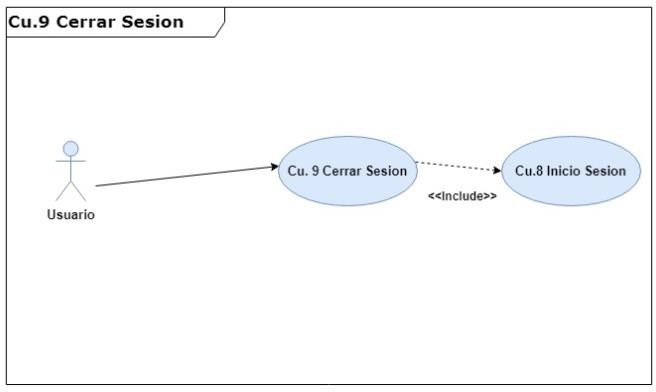 Cu.9 Cerrar Sesion
Cu. 9 Cerrar Sesion
Cu.8 Inicio Sesion
<<Include>>
Usuario